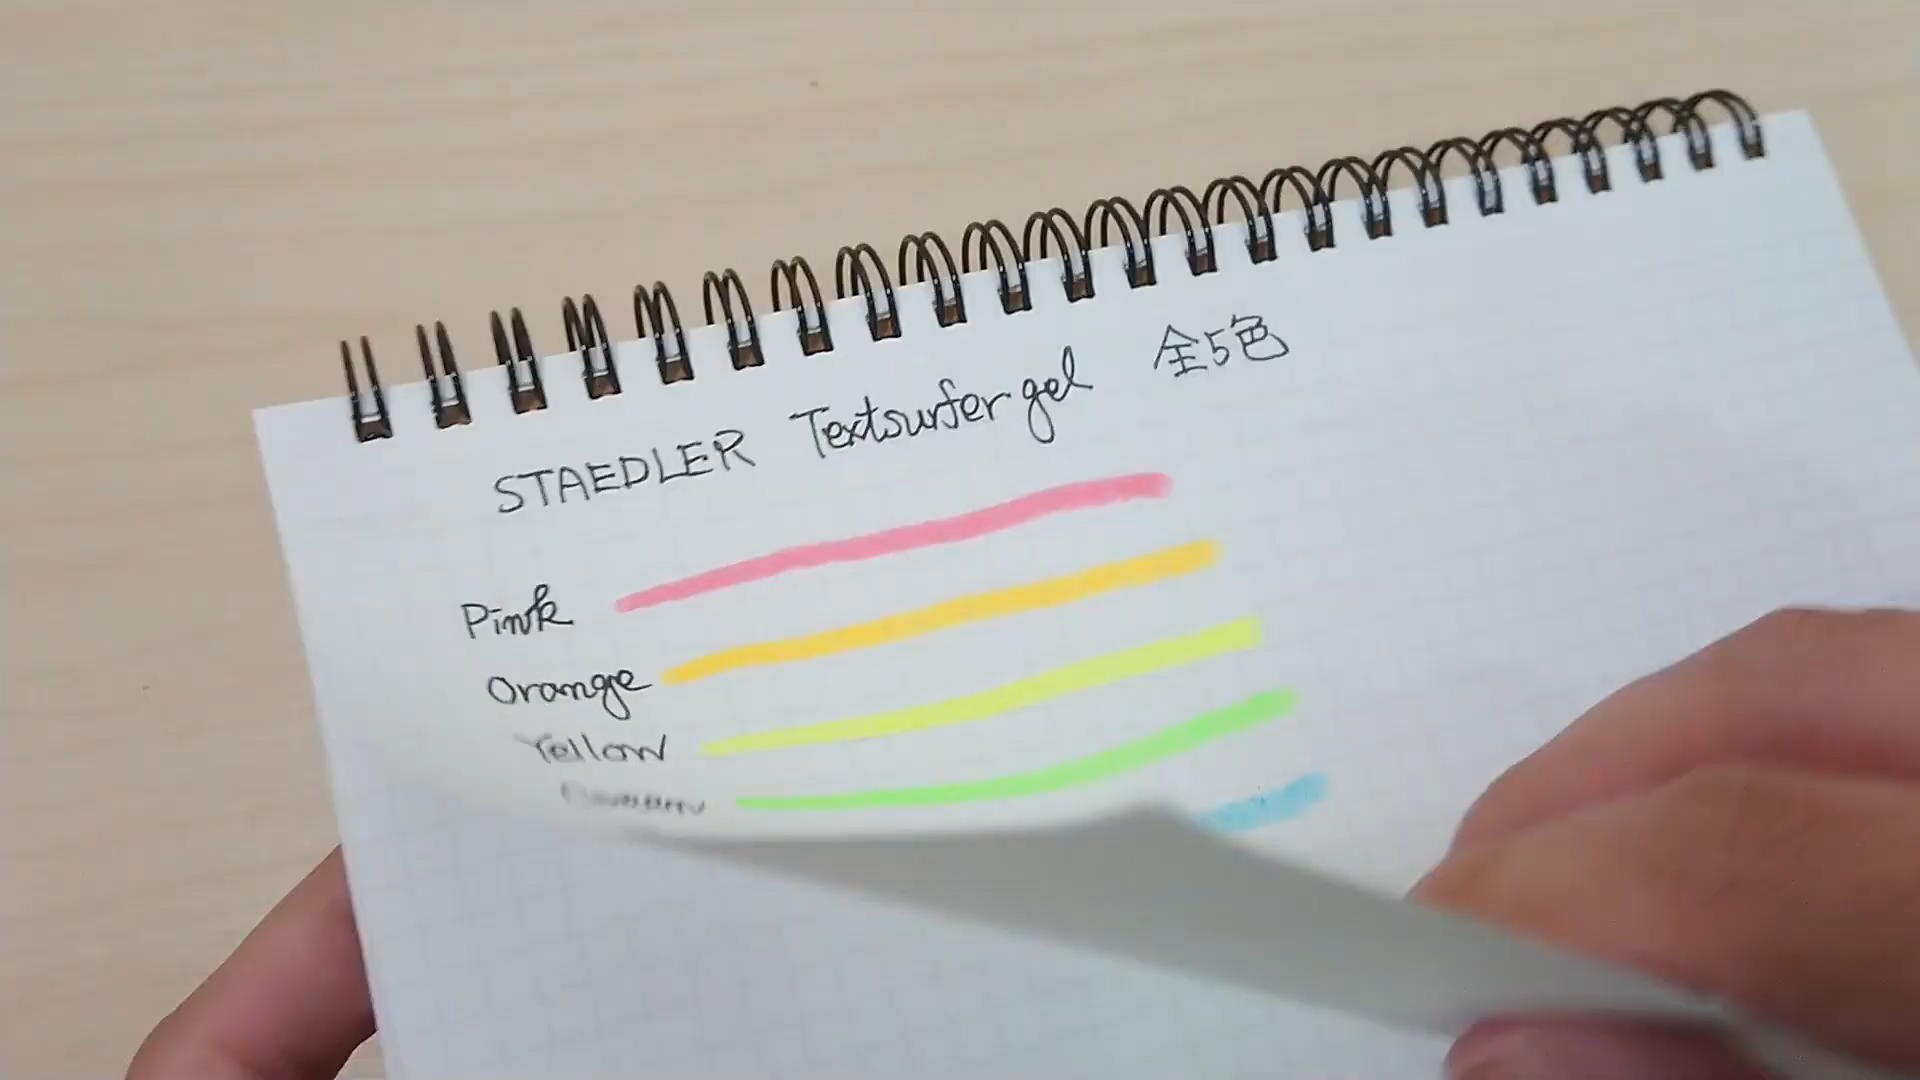 STAEDLER Textsurfer gel 全5色
Pink
Orange
Yellow